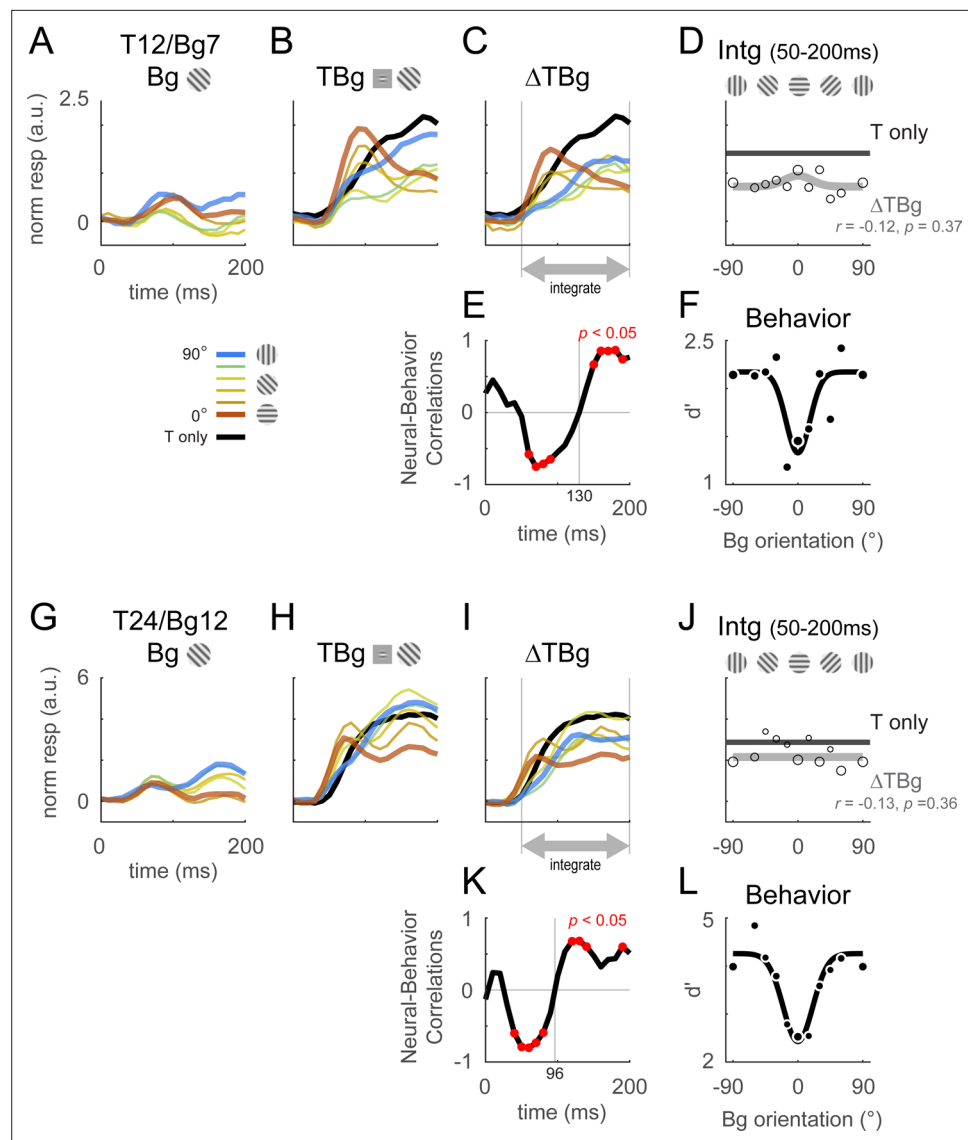 A
T12/Bg7
Bg
B
TBg
C
ΔTBg
D
Intg (50-200ms)
norm resp (a.u.)
2.5
0
0
200
time (ms)
integrate
T only
ΔTBg
r = -0.12, p = 0.37
-90
0
90
90°
0°
T only
E
Neural-Behavior
Correlations
p < 0.05
1
0
-1
130
0
200
time (ms)
F
Behavior
2.5
d'
1
-90
0
90
Bg orientation (°)
G
T24/Bg12
Bg
H
TBg
I
ΔTBg
J
Intg (50-200ms)
norm resp (a.u.)
6
0
0
200
time (ms)
integrate
T only
ΔTBg
r = -0.13, p =0.36
-90
0
90
K
Neural-Behavior
Correlations
p < 0.05
1
0
-1
96
0
200
time (ms)
L
Behavior
5
d'
2
-90
0
90
Bg orientation (°)